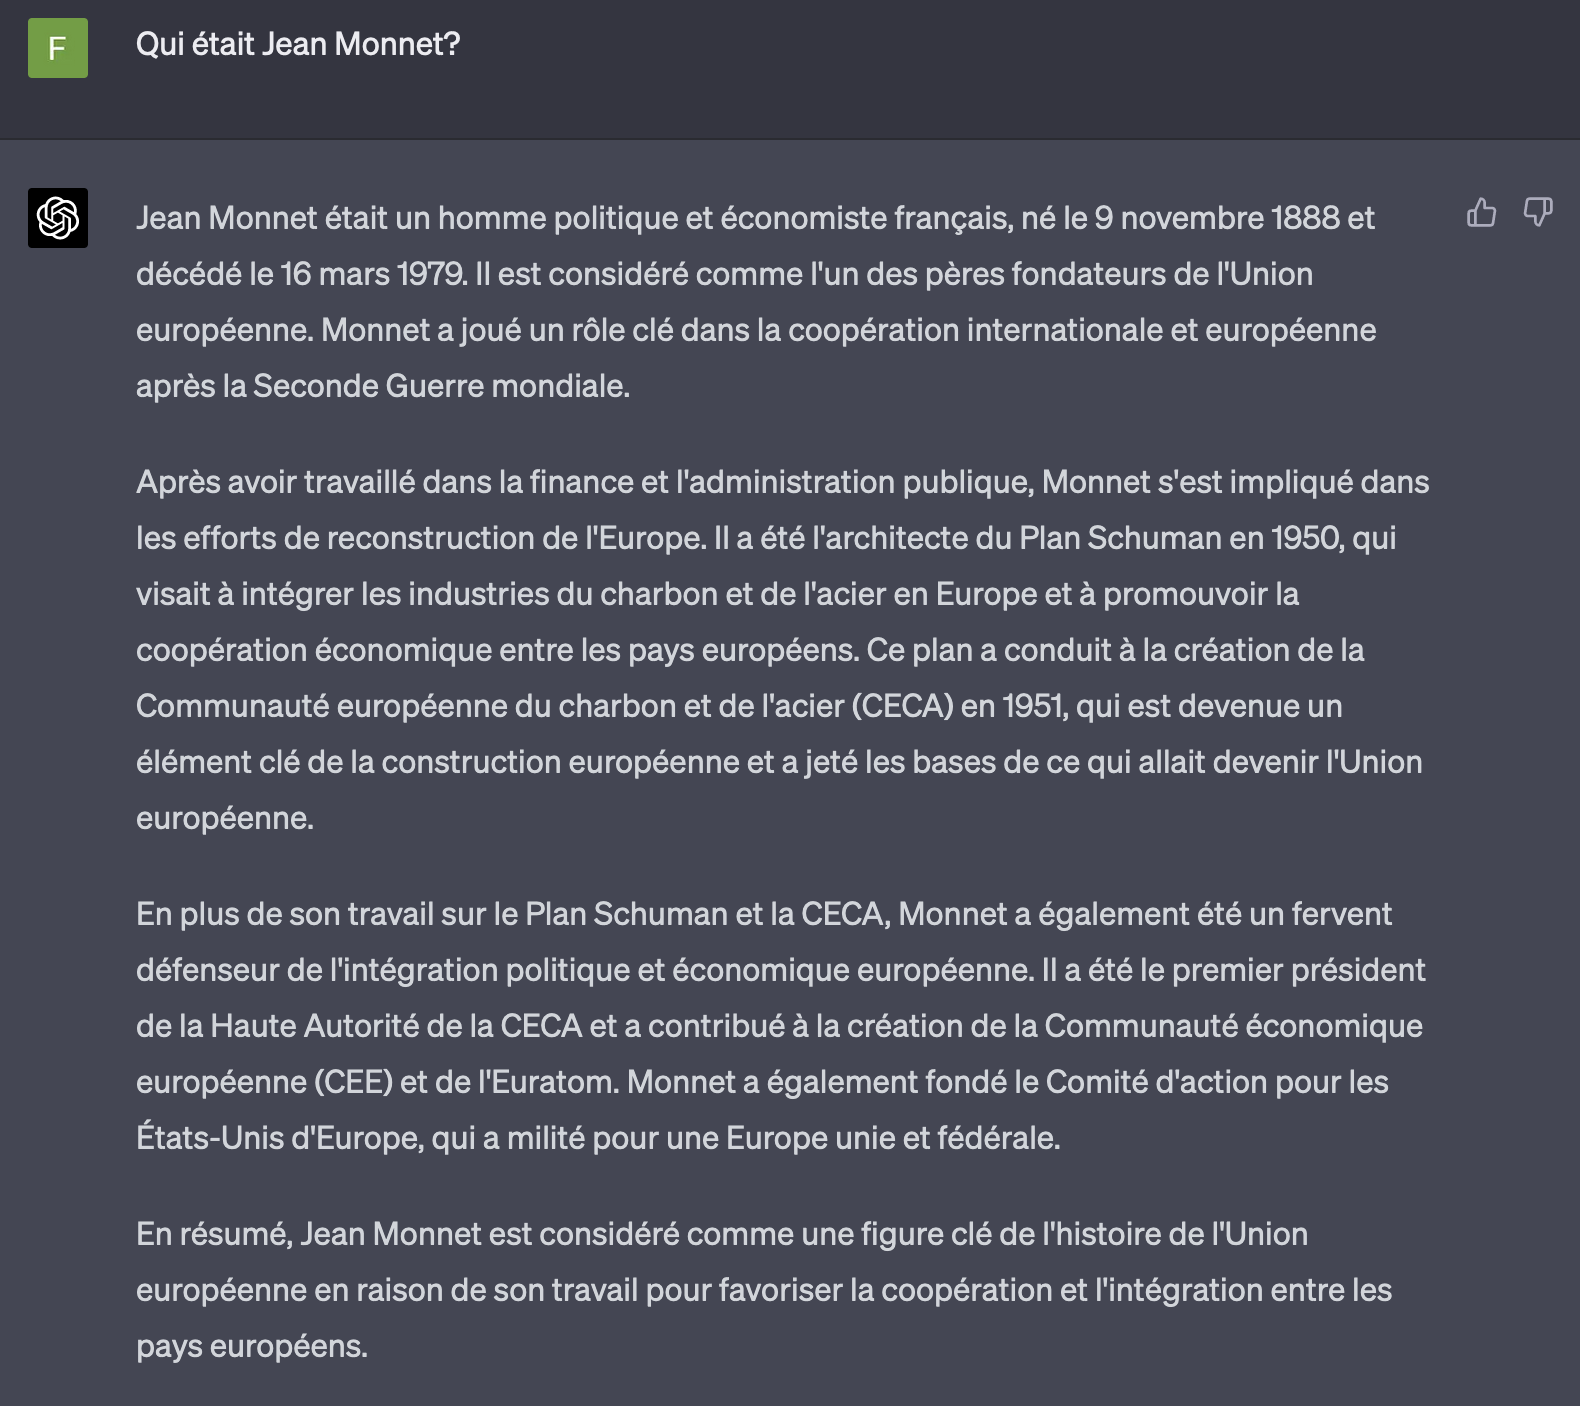 F
Qui était Jean Monnet?
Jean Monnet était un homme politique et économiste français, né le 9 novembre 1888 et
décédé le 16 mars 1979. Il est considéré comme l'un des pères fondateurs de l'Union
européenne. Monnet a joué un rôle clé dans la coopération internationale et européenne
après la Seconde Guerre mondiale.
Après avoir travaillé dans la finance et l'administration publique, Monnet s'est impliqué dans
les efforts de reconstruction de l'Europe. Il a été l'architecte du Plan Schuman en 1950, qui
visait à intégrer les industries du charbon et de l'acier en Europe et à promouvoir la
coopération économique entre les pays européens. Ce plan a conduit à la création de la
Communauté européenne du charbon et de l'acier (CECA) en 1951, qui est devenue un
élément clé de la construction européenne et a jeté les bases de ce qui allait devenir l'Union
européenne.
En plus de son travail sur le Plan Schuman et la CECA, Monnet a également été un fervent
défenseur de l'intégration politique et économique européenne. Il a été le premier président
de la Haute Autorité de la CECA et a contribué à la création de la Communauté économique
européenne (CEE) et de l'Euratom. Monnet a également fondé le Comité d'action pour les
États-Unis d'Europe, qui a milité pour une Europe unie et fédérale.
En résumé, Jean Monnet est considéré comme une figure clé de l'histoire de l'Union
européenne en raison de son travail pour favoriser la coopération et l'intégration entre les
pays européens.